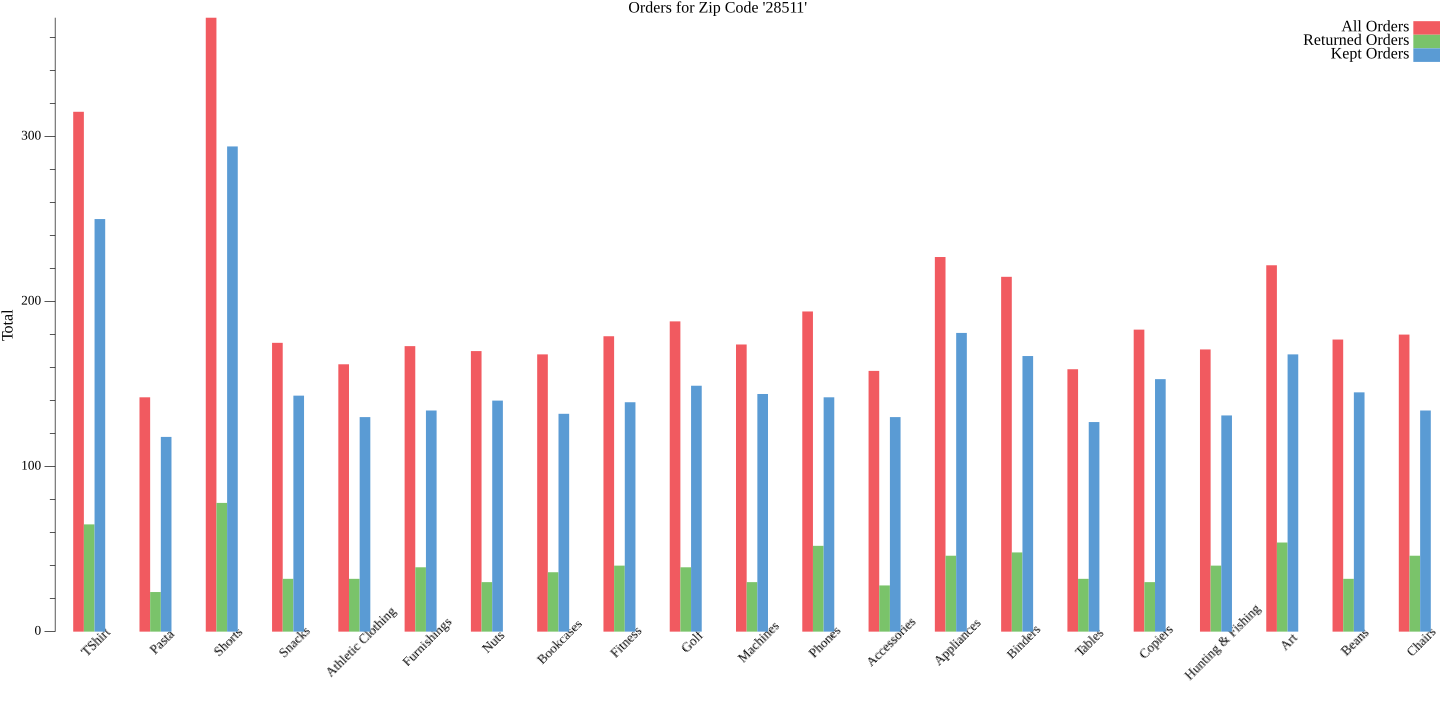 Orders for Zip Code '28511'
All Orders
Returned Orders
Kept Orders
Total
300
200
100
0
TShirt
Pasta
Shorts
Snacks
Athletic Clothing
Furnishings
Nuts
Bookcases
Fitness
Golf
Machines
Phones
Accessories
Appliances
Binders
Tables
Copiers
Hunting & Fishing
Art
Beans
Chairs